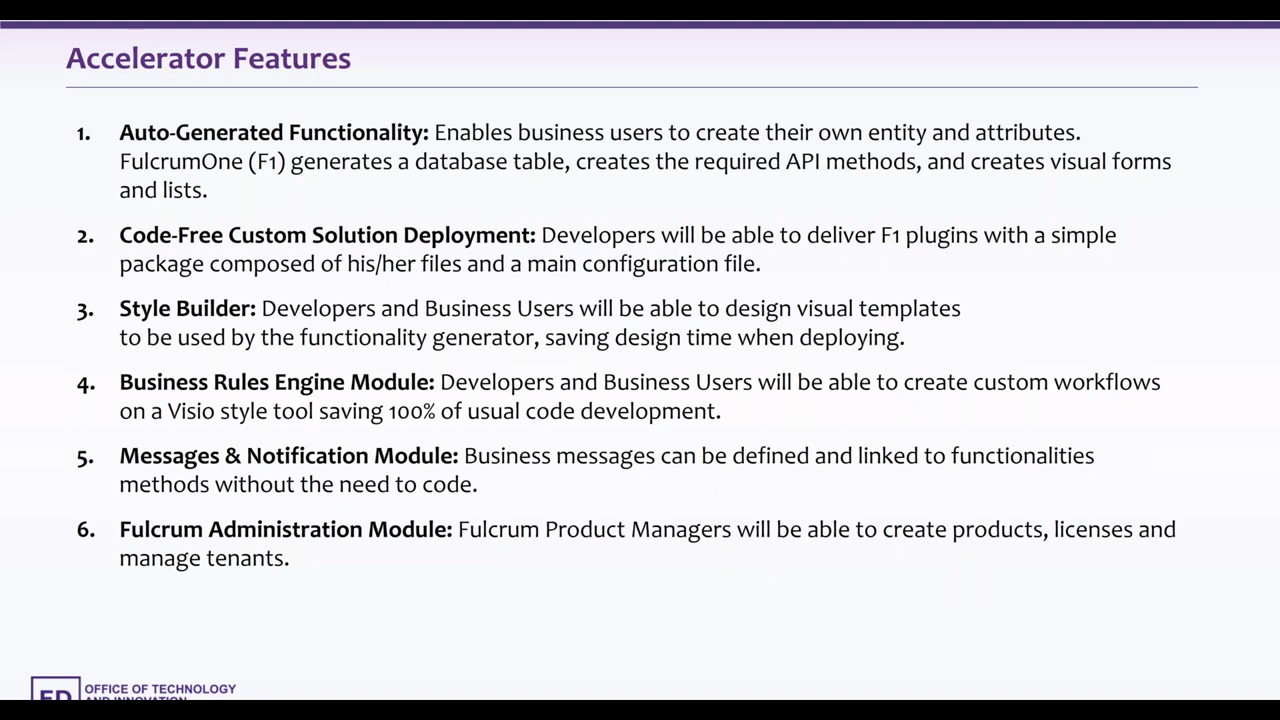 Accelerator Features
1. Auto-Generated Functionality: Enables business users to create their own entity and attributes.
FulcrumOne (F1) generates a database table, creates the required API methods, and creates visual forms
and lists.
2. Code-Free Custom Solution Deployment: Developers will be able to deliver F1 plugins with a simple
package composed of his/her files and a main configuration file.
3. Style Builder: Developers and Business Users will be able to design visual templates
to be used by the functionality generator, saving design time when deploying.
4. Business Rules Engine Module: Developers and Business Users will be able to create custom workflows
on a Visio style tool saving 100% of usual code development.
5. Messages & Notification Module: Business messages can be defined and linked to functionalities
methods without the need to code.
6. Fulcrum Administration Module: Fulcrum Product Managers will be able to create products, licenses and
manage tenants.
OFFICE OF TECHNOLOGY
AND INNOVATION